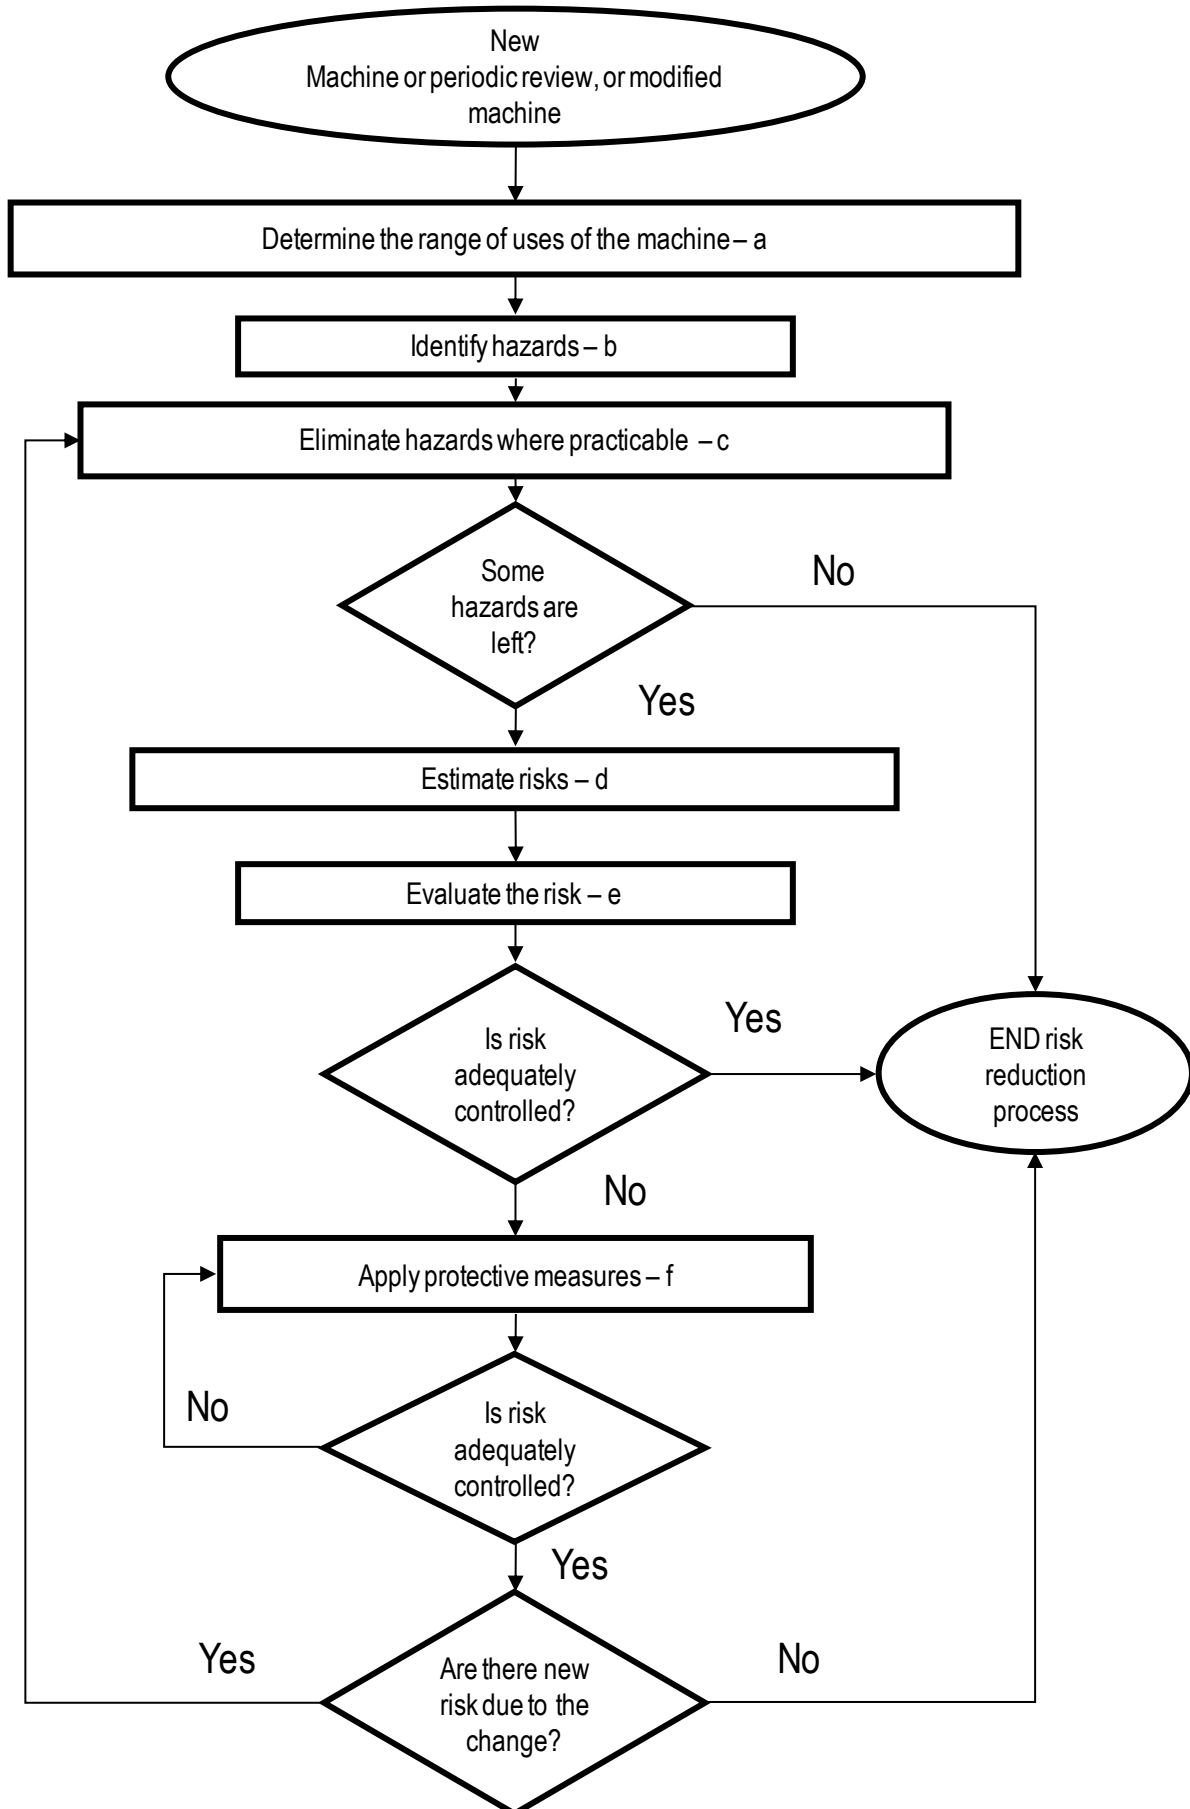 New
Machine or periodic review, or modified
machine
Determine the range of uses of the machine – a
Identify hazards – b
Eliminate hazards where practicable – c
Some
hazards are
left?
No
Yes
Estimate risks – d
Evaluate the risk – e
Is risk
adequately
controlled?
Yes
END risk
reduction
process
No
Apply protective measures – f
No
Is risk
adequately
controlled?
Yes
Yes
Are there new
risk due to the
change?
No